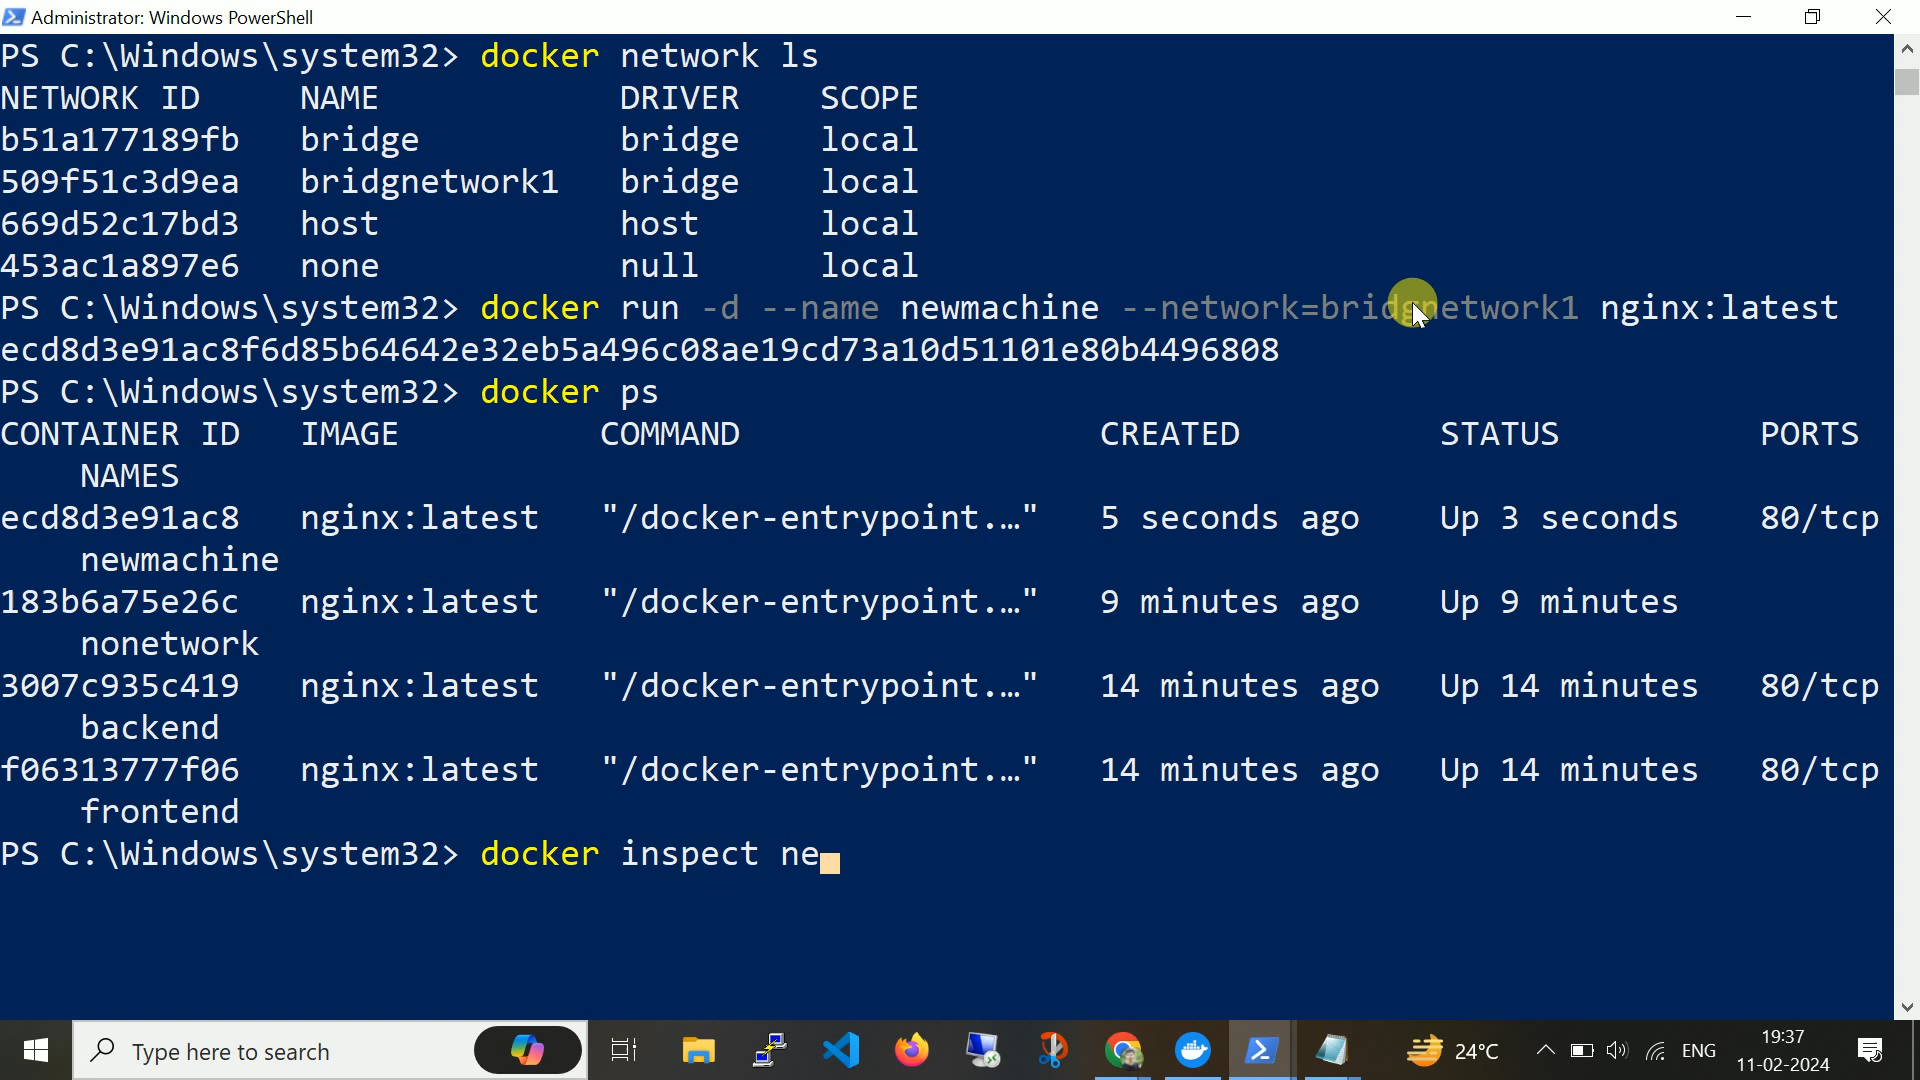 Administrator: Windows PowerShell
PS C:\Windows\system32> docker network ls
NETWORK ID     NAME            DRIVER    SCOPE
b51a177189fb   bridge          bridge    local
509f51c3d9ea   bridgnetwork1   bridge    local
669d52c17bd3   host            host      local
453ac1a897e6   none            null      local
PS C:\Windows\system32> docker run -d --name newmachine --network=bridgnetwork1 nginx:latest
ecd8d3e91ac8f6d85b64642e32eb5a496c08ae19cd73a10d51101e80b4496808
PS C:\Windows\system32> docker ps
CONTAINER ID   IMAGE          COMMAND                  CREATED          STATUS          PORTS
    NAMES
ecd8d3e91ac8   nginx:latest   "/docker-entrypoint.…"   5 seconds ago    Up 3 seconds    80/tcp
    newmachine
183b6a75e26c   nginx:latest   "/docker-entrypoint.…"   9 minutes ago    Up 9 minutes
    nonetwork
3007c935c419   nginx:latest   "/docker-entrypoint.…"   14 minutes ago   Up 14 minutes   80/tcp
    backend
f06313777f06   nginx:latest   "/docker-entrypoint.…"   14 minutes ago   Up 14 minutes   80/tcp
    frontend
PS C:\Windows\system32> docker inspect ne
Type here to search
24°C
ENG
19:37
11-02-2024